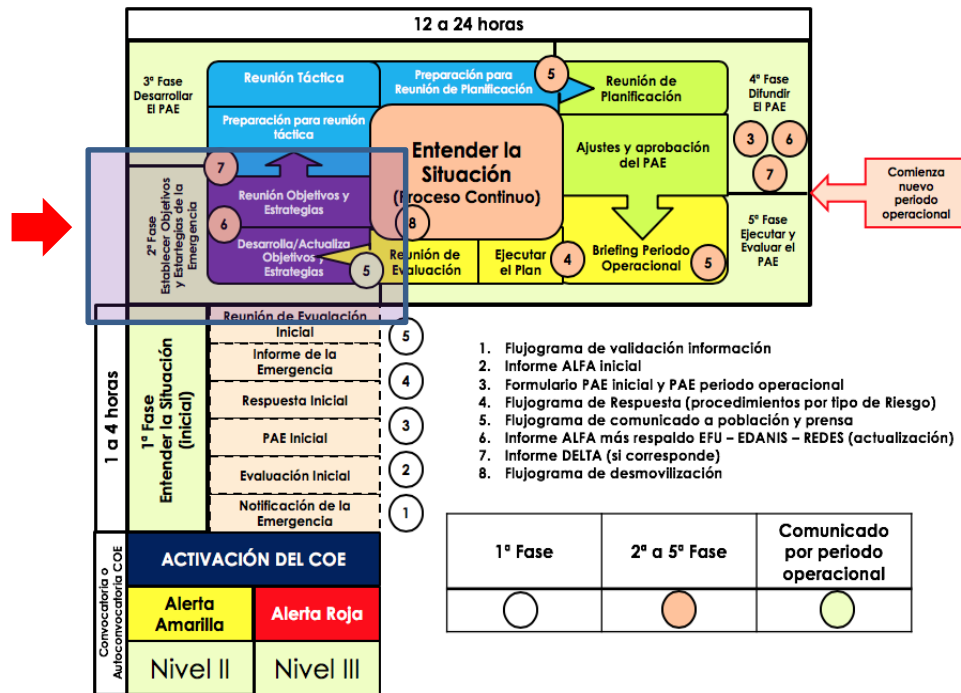 12 a 24 horas
3ª Fase
Desarrollar
El PAE
Reunión Táctica
Preparación para
Reunión de Planificación
5
Reunión de
Planificación
4ª Fase
Difundir
El PAE
3
6
7
Preparación para reunión
táctica
7
Entender la
Situación
(Proceso Continuo)
8
Ajustes y aprobación
del PAE
Comienza
nuevo
periodo
operacional
2ª Fase
Establecer Objetivos
y Estartegias de la
Emergencia
Reunión Objetivos y
Estrategias
6
Desarrolla/Actualiza
Objetivos y
Estrategias
5
Reunión de
Evaluación
Ejecutar
el Plan
4
Briefing Periodo
Operacional
5
5ª Fase
Ejecutar y
Evaluar el
PAE
1 a 4 horas
1ª Fase
Entender la Situación
(Inicial)
Reunión de Evualación
Inicial
5
Informe de la
Emergencia
4
Respuesta Inicial
3
PAE Inicial
2
Evaluación Inicial
Notificación de la
Emergencia
1
1. Flujograma de validación información
2. Informe ALFA inicial
3. Formulario PAE inicial y PAE periodo operacional
4. Flujograma de Respuesta (procedimientos por tipo de Riesgo)
5. Flujograma de comunicado a población y prensa
6. Informe ALFA más respaldo EFU – EDANIS – REDES (actualización)
7. Informe DELTA (si corresponde)
8. Flujograma de desmovilización
1ª Fase
2ª a 5ª Fase
Comunicado
por periodo
operacional
Convocatoria o
Autoconvocatoria COE
ACTIVACIÓN DEL COE
Alerta
Amarilla
Alerta Roja
Nivel II
Nivel III